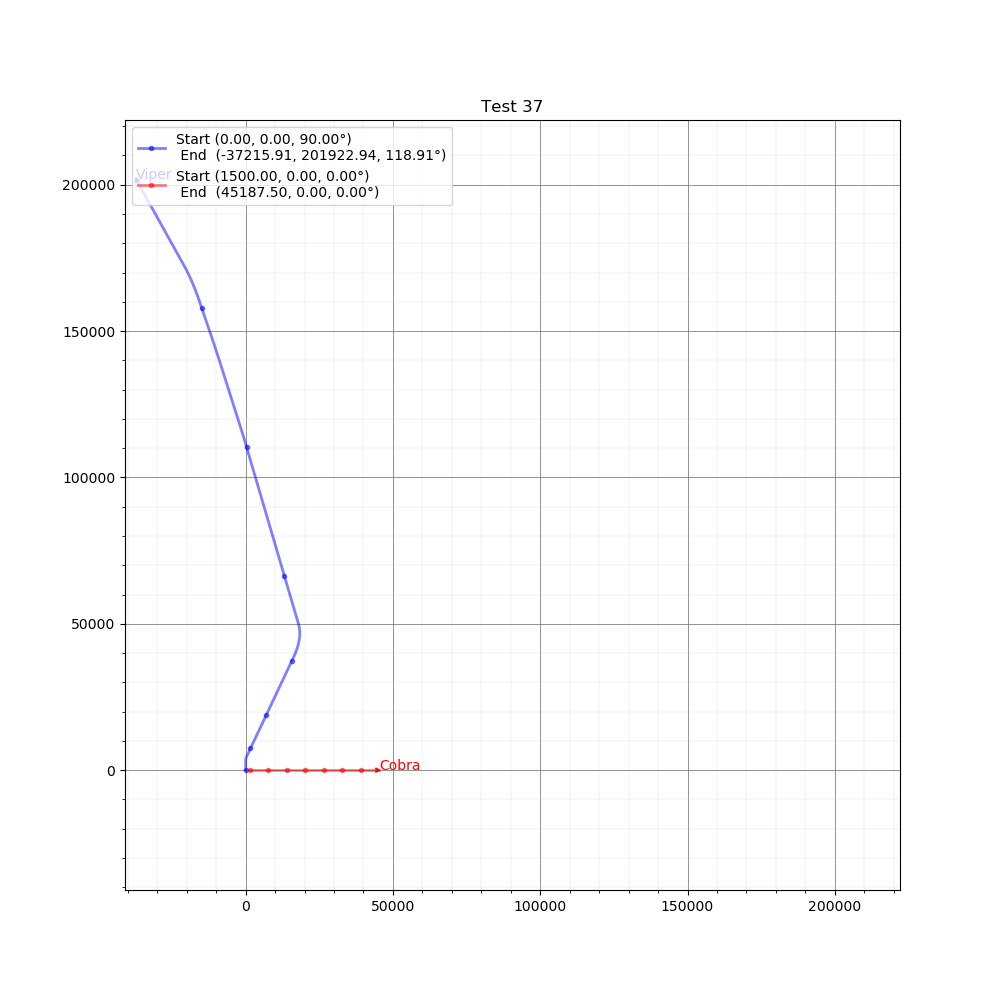 Test 37
Start (0.00, 0.00, 90.00°)
End (-37215.91, 201922.94, 118.91°)
Viper
Start (1500.00, 0.00, 0.00°)
End (45187.50, 0.00, 0.00°)
200000
150000
100000
50000
0
Cobra
0 50000 100000 150000 200000